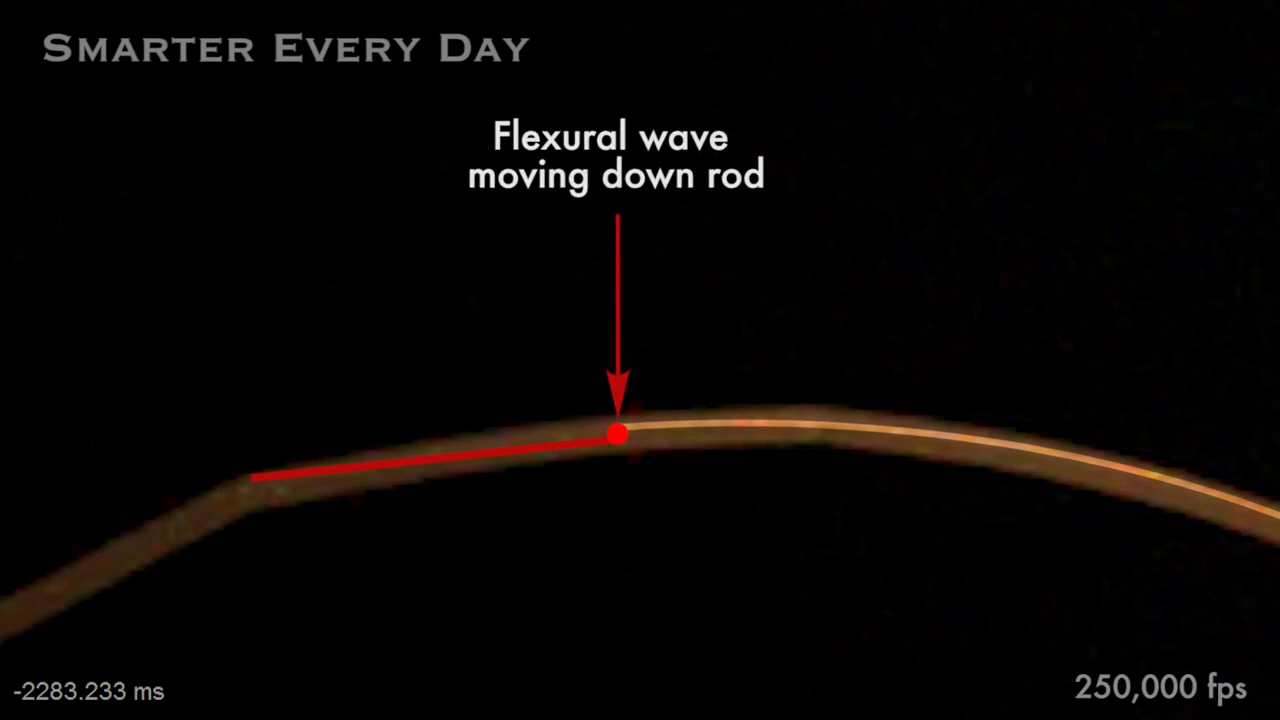 Smarter Every Day
Flexural wave
moving down rod
-2283.233 ms
250,000 fps